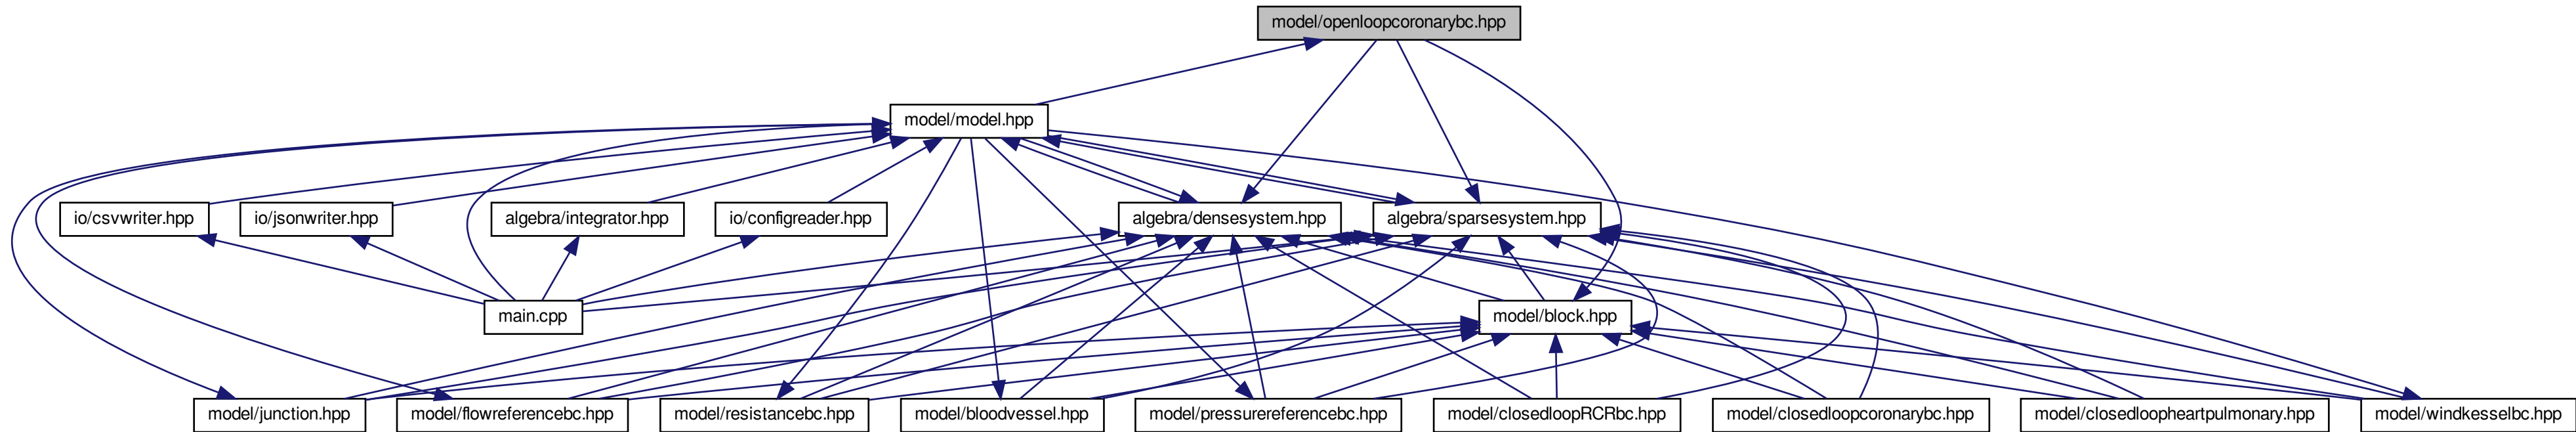 model/openloopcoronarybc.hpp
model/model.hpp
io/csvwriter.hpp
io/jsonwriter.hpp
algebra/integrator.hpp
io/configreader.hpp
algebra/densesystem.hpp
algebra/sparsesystem.hpp
main.cpp
model/block.hpp
model/junction.hpp
model/flowreferencebc.hpp
model/resistancebc.hpp
model/bloodvessel.hpp
model/pressurereferencebc.hpp
model/closedloopRCRbc.hpp
model/closedloopcoronarybc.hpp
model/closedloopheartpulmonary.hpp
model/windkesselbc.hpp